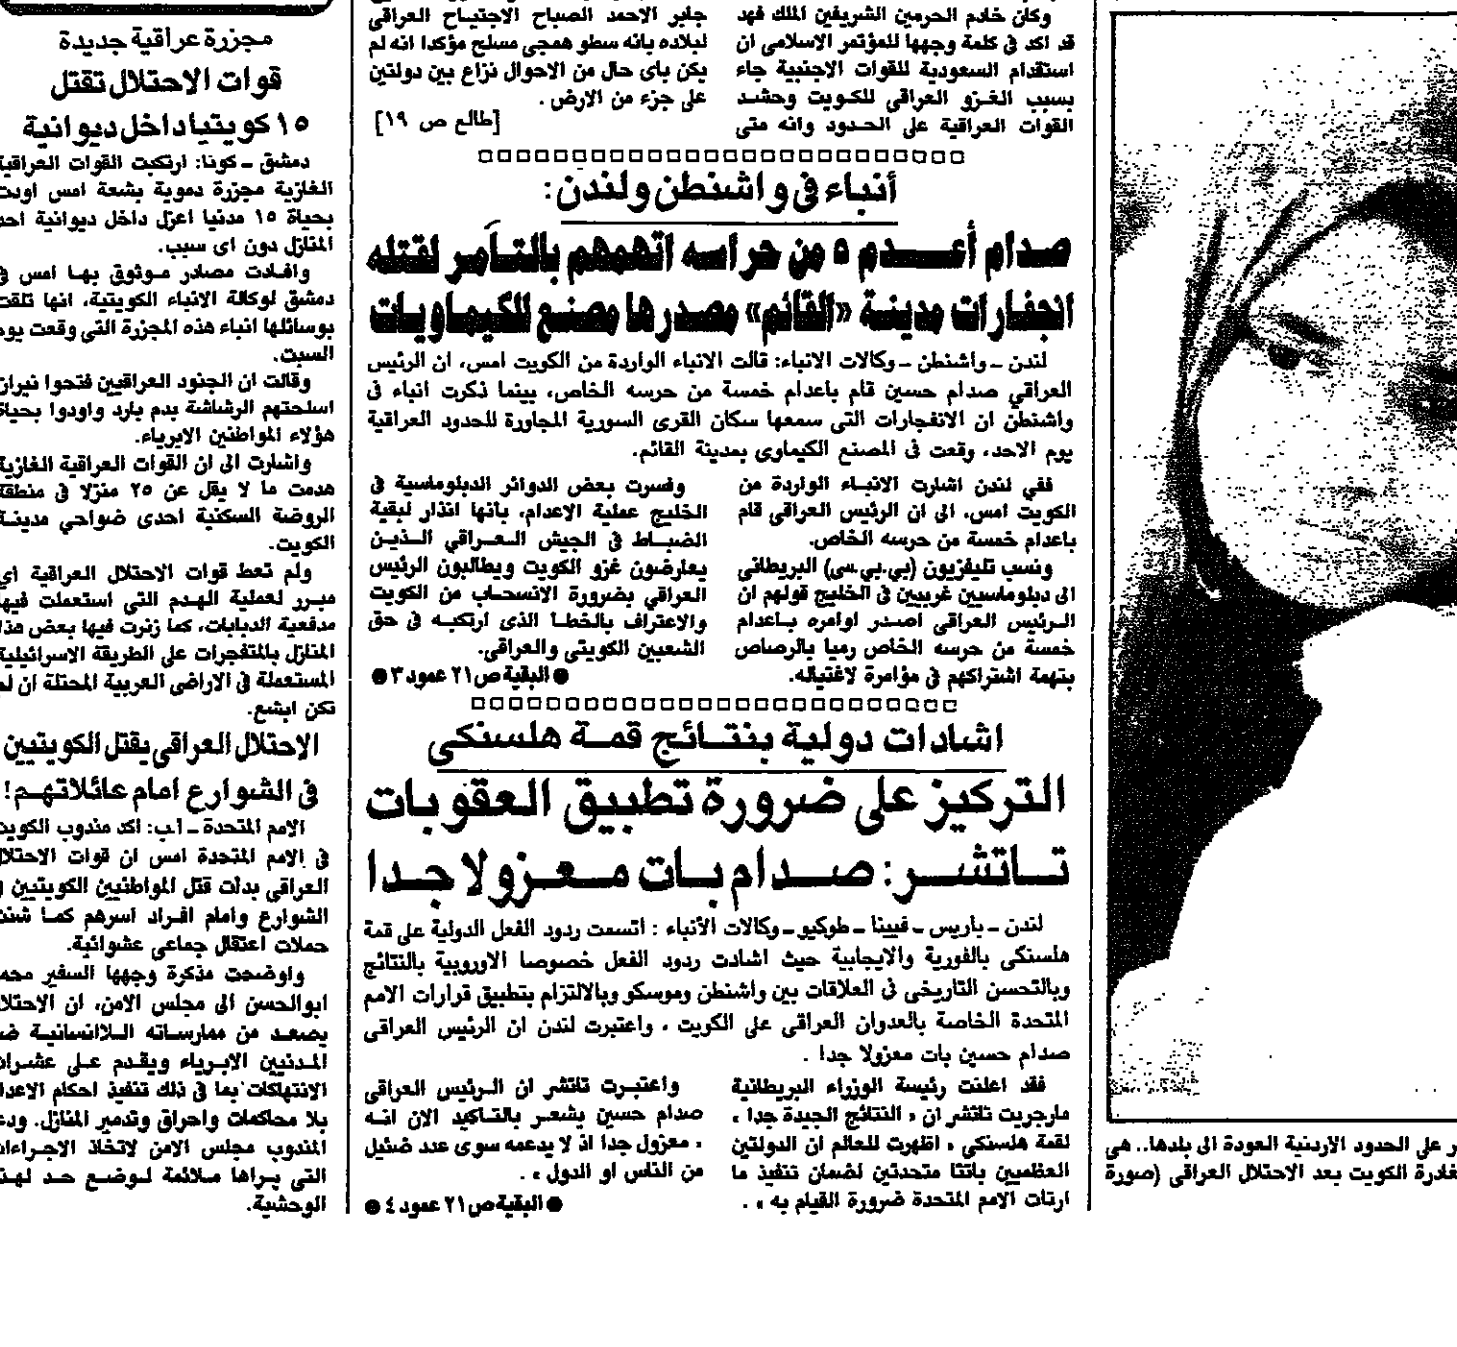 وكان خادم الحرمين الشريفين الملك فهد
قد اكد في كلمة وجهها للمؤتمر الاسلامي ان
استقدام السعودية للقوات الاجنبية جاء
بسبب الغزو العراقي للكويت وحشد
القوات العراقية على الحدود وانه متى
جابر الاحمد الصباح الاجتياح العراقي
لبلاده بانه سطو همجي مسلح مؤكدا انه لم
يكن باى حال من الاحوال نزاع بين دولتين
على جزء من الارض .
[طالع ص ١٩]
أنباء في واشنطن ولندن:
صدام أعدم ٥ من حراسه اتهمهم بالتآمر لقتله
انجفارات مدينة «القائم» مصدرها مصنع للكيماويات
لندن ـ واشنطن ـ وكالات الانباء: قالت الانباء الواردة من الكويت امس، ان الرئيس
العراقي صدام حسين قام باعدام خمسة من حرسه الخاص، بينما ذكرت انباء فى
واشنطن ان الانفجارات التى سمعها سكان القرى السورية المجاورة للحدود العراقية
يوم الاحد، وقعت فى المصنع الكيماوى بمدينة القائم.
ففي لندن اشارت الانباء الواردة من
الكويت امس، الى ان الرئيس العراقي قام
باعدام خمسة من حرسه الخاص.
ونسب تليفزيون (بي.بي.سى) البريطانى
الى دبلوماسيين غربيين في الخليج قولهم ان
الرئيس العراقى اصدر اوامره باعدام
خمسة من حرسه الخاص رميا بالرصاص
بتهمة اشتراكهم في مؤامرة لاغتياله.
وفسرت بعض الدوائر الدبلوماسية في
الخليج عملية الاعدام، بأنها انذار لبقية
الضباط في الجيش العراقي الذين
يعارضون غزو الكويت ويطالبون الرئيس
العراقي بضرورة الانسحاب من الكويت
والاعتراف بالخطأ الذى ارتكبه في حق
الشعبين الكويتى والعراقي.
● البقية ص ٢١ عمود ٣ ●
اشادات دولية بنتائج قمة هلسنكى
التركيز على ضرورة تطبيق العقوبات
تاتشر: صدام بات معزولا جدا
لندن ـ باريس ـ فيينا ـ طوكيو ـ وكالات الأنباء : اتسمت ردود الفعل الدولية على قمة
هلسنكى بالفورية والايجابية حيث اشادت ردود الفعل خصوصا الاوروبية بالنتائج
وبالتحسن التاريخى في العلاقات بين واشنطن وموسكو وبالالتزام بتطبيق قرارات الامم
المتحدة الخاصة بالعدوان العراقى على الكويت ، واعتبرت لندن ان الرئيس العراقى
صدام حسين بات معزولا جدا .
فقد اعلنت رئيسة الوزراء البريطانية
مارجريت تاتشر ان « النتائج الجيدة جدا »
لقمة هلسنكى « اظهرت للعالم ان الدولتين
العظميين باتتا متحدتين لضمان تنفيذ ما
ارتات الامم المتحدة ضرورة القيام به » .
واعتبرت تاتشر ان الرئيس العراقى
صدام حسين يشعر بالتاكيد الان انه
« معزول جدا اذ لا يدعمه سوى عدد ضئيل
من الناس او الدول » .
● البقية ص ٢١ عمود ٤ ●
مجزرة عراقية جديدة
قوات الاحتلال تقتل
١٥ كويتيا داخل ديوانية
دمشق ـ كونا: ارتكبت القوات العراقية
الغازية مجزرة دموية بشعة امس اودت
بحياة ١٥ مدنيا اعزل داخل ديوانية احد
المنازل دون اى سبب.
وافادت مصادر موثوق بها امس في
دمشق لوكالة الانباء الكويتية، انها تلقت
بوسائلها انباء هذه المجزرة التى وقعت يوم
السبت.
وقالت ان الجنود العراقيين فتحوا نيران
اسلحتهم الرشاشة بدم بارد واودوا بحياة
هؤلاء المواطنين الابرياء.
واشارت الى ان القوات العراقية الغازية
هدمت ما لا يقل عن ٢٥ منزلا في منطقة
الروضة السكنية احدى ضواحي مدينة
الكويت.
ولم تعط قوات الاحتلال العراقية اي
مبرر لعملية الهدم التي استعملت فيها
مدفعية الدبابات، كما زنرت فيها بعض هذه
المنازل بالمتفجرات على الطريقة الاسرائيلية
المستعملة في الاراضى العربية المحتلة ان لم
تكن ابشع.
الاحتلال العراقي يقتل الكويتيين
في الشوارع امام عائلاتهم!
الامم المتحدة ـ أ.ب: اكد مندوب الكويت
في الامم المتحدة امس ان قوات الاحتلال
العراقي بدأت قتل المواطنين الكويتيين
الشوارع وامام افراد اسرهم كما شنت
حملات اعتقال جماعى عشوائية.
واوضحت مذكرة وجهها السفير محمد
ابوالحسن الى مجلس الامن، ان الاحتلال
يصعد من ممارساته اللاانسانية ضد
المدنيين الابرياء ويقدم على عشرات
الانتهاكات بما في ذلك تنفيذ احكام الاعدام
بلا محاكمات واحراق وتدمير المنازل. ودعا
المندوب مجلس الامن لاتخاذ الاجراءات
التي يراها ملائمة لوضع حد لهذه
الوحشية.
على الحدود الاردنية العودة الى بلدها.. هى
الكويت بعد الاحتلال العراقي (صورة